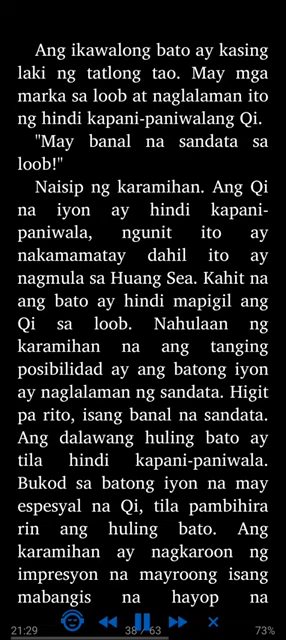 Ang ikawalong bato ay kasing
laki ng tatlong tao. May mga
marka sa loob at naglalaman ito
ng hindi kapani-paniwalang Qi.
"May banal na sandata sa
loob!"
Naisip ng karamihan. Ang Qi
na iyon ay hindi kapani-
paniwala, ngunit ito ay
nakamamatay dahil ito ay
nagmula sa Huang Sea. Kahit na
ang bato ay hindi mapigil ang
Qi sa loob. Nahulaan ng
karamihan na ang tanging
posibilidad ay ang batong iyon
ay naglalaman ng sandata. Higit
pa rito, isang banal na sandata.
Ang dalawang huling bato ay
tila hindi kapani-paniwala.
Bukod sa batong iyon na may
espesyal na Qi, tila pambihira
rin ang huling bato. Ang
karamihan ay nagkaroon ng
impresyon na mayroong isang
mabangis na hayop na
21:29 38 / 63 73%